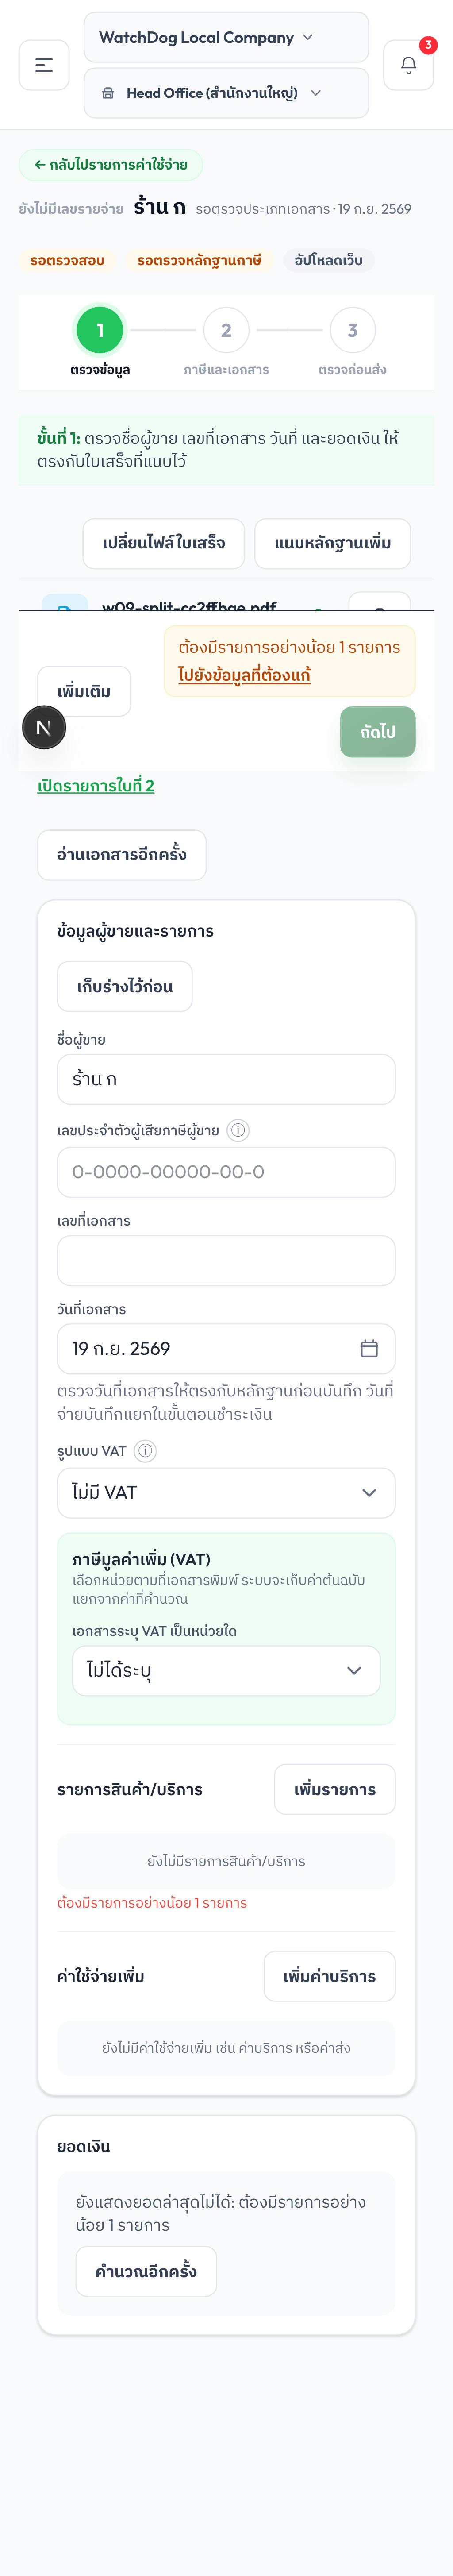 WatchDog Local Company
Head Office (สำนักงานใหญ่)
3
← กลับไปรายการค่าใช้จ่าย
ยังไม่มีเลขรายจ่าย ร้าน ก รอตรวจประเภทเอกสาร · 19 ก.ย. 2569
รอตรวจสอบ รอตรวจหลักฐานภาษี อัปโหลดเว็บ
1 2 3
ตรวจข้อมูล ภาษีและเอกสาร ตรวจก่อนส่ง
ขั้นที่ 1: ตรวจชื่อผู้ขาย เลขที่เอกสาร วันที่ และยอดเงิน ให้
ตรงกับใบเสร็จที่แนบไว้
เปลี่ยนไฟล์ใบเสร็จ แนบหลักฐานเพิ่ม
w09-split-cc2ffbge.pdf
ต้องมีรายการอย่างน้อย 1 รายการ
ไปยังข้อมูลที่ต้องแก้
เพิ่มเติม
N
ถัดไป
เปิดรายการใบที่ 2
อ่านเอกสารอีกครั้ง
ข้อมูลผู้ขายและรายการ
เก็บร่างไว้ก่อน
ชื่อผู้ขาย
ร้าน ก
เลขประจำตัวผู้เสียภาษีผู้ขาย
0-0000-00000-00-0
เลขที่เอกสาร
วันที่เอกสาร
19 ก.ย. 2569
ตรวจวันที่เอกสารให้ตรงกับหลักฐานก่อนบันทึก วันที่
จ่ายบันทึกแยกในขั้นตอนชำระเงิน
รูปแบบ VAT
ไม่มี VAT
ภาษีมูลค่าเพิ่ม (VAT)
เลือกหน่วยตามที่เอกสารพิมพ์ ระบบจะเก็บค่าต้นฉบับ
แยกจากค่าที่คำนวณ
เอกสารระบุ VAT เป็นหน่วยใด
ไม่ได้ระบุ
รายการสินค้า/บริการ เพิ่มรายการ
ยังไม่มีรายการสินค้า/บริการ
ต้องมีรายการอย่างน้อย 1 รายการ
ค่าใช้จ่ายเพิ่ม เพิ่มค่าบริการ
ยังไม่มีค่าใช้จ่ายเพิ่ม เช่น ค่าบริการ หรือค่าส่ง
ยอดเงิน
ยังแสดงยอดล่าสุดไม่ได้: ต้องมีรายการอย่าง
น้อย 1 รายการ
คำนวณอีกครั้ง